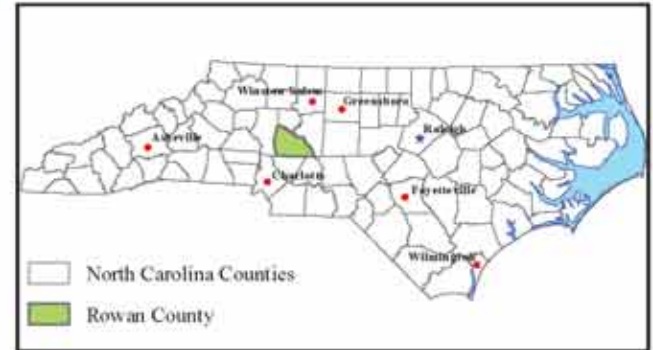 Winston-Salem
Greensboro
Asheville
Raleigh
Charlotte
Fayetteville
Wilmington
North Carolina Counties
Rowan County